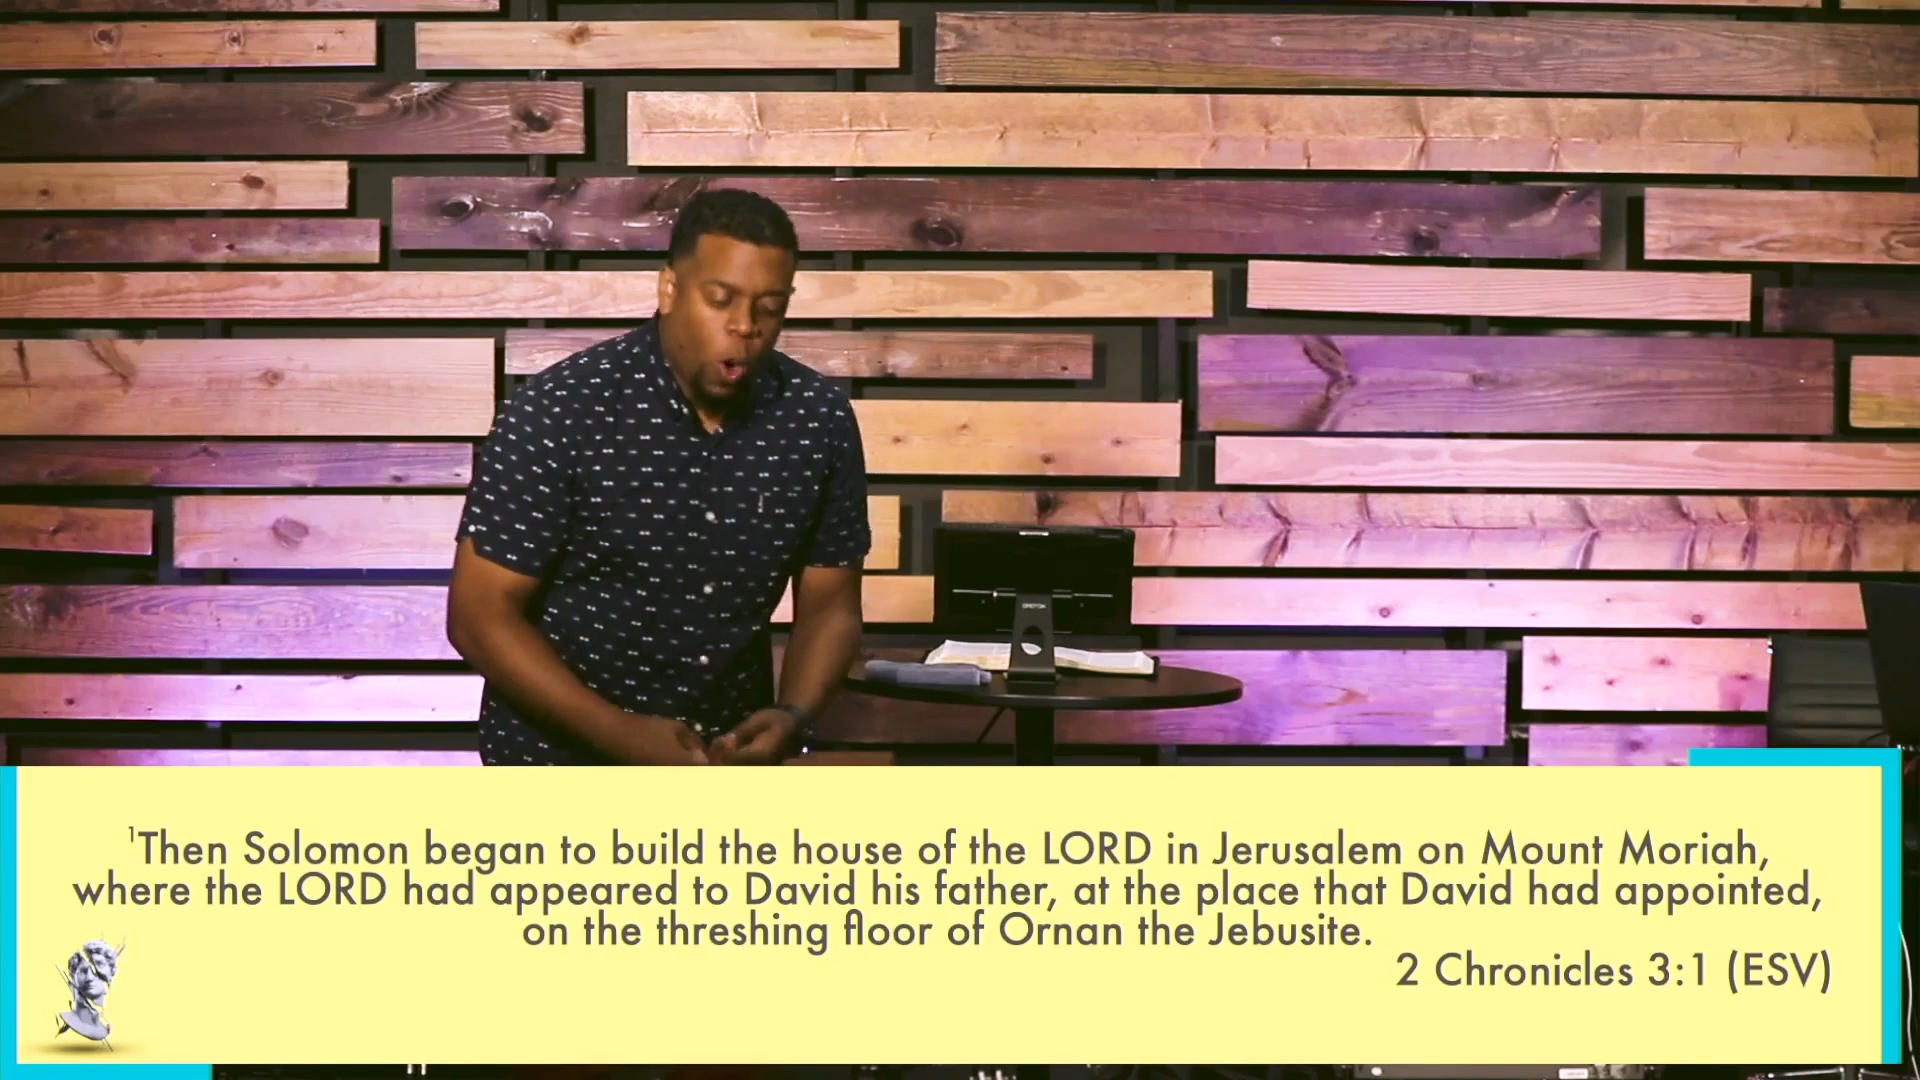 ¹Then Solomon began to build the house of the LORD in Jerusalem on Mount Moriah,
where the LORD had appeared to David his father, at the place that David had appointed,
on the threshing floor of Ornan the Jebusite.
2 Chronicles 3:1 (ESV)